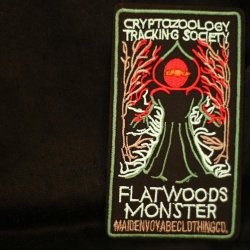 CRYPTOZOOLOGY
TRACKING SOCIETY
FLATWOODS
MONSTER
MAIDENVOYAGECLOTHINGCO.